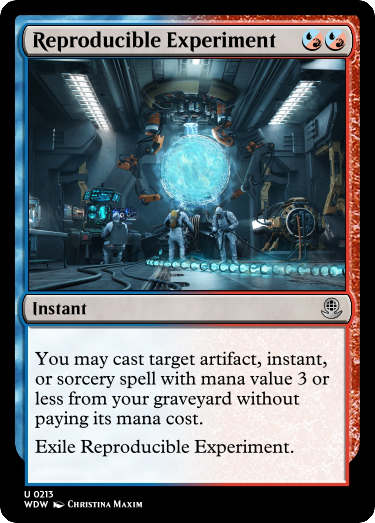 Reproducible Experiment
Instant
You may cast target artifact, instant,
or sorcery spell with mana value 3 or
less from your graveyard without
paying its mana cost.
Exile Reproducible Experiment.
U 0213
WDW Christina Maxim